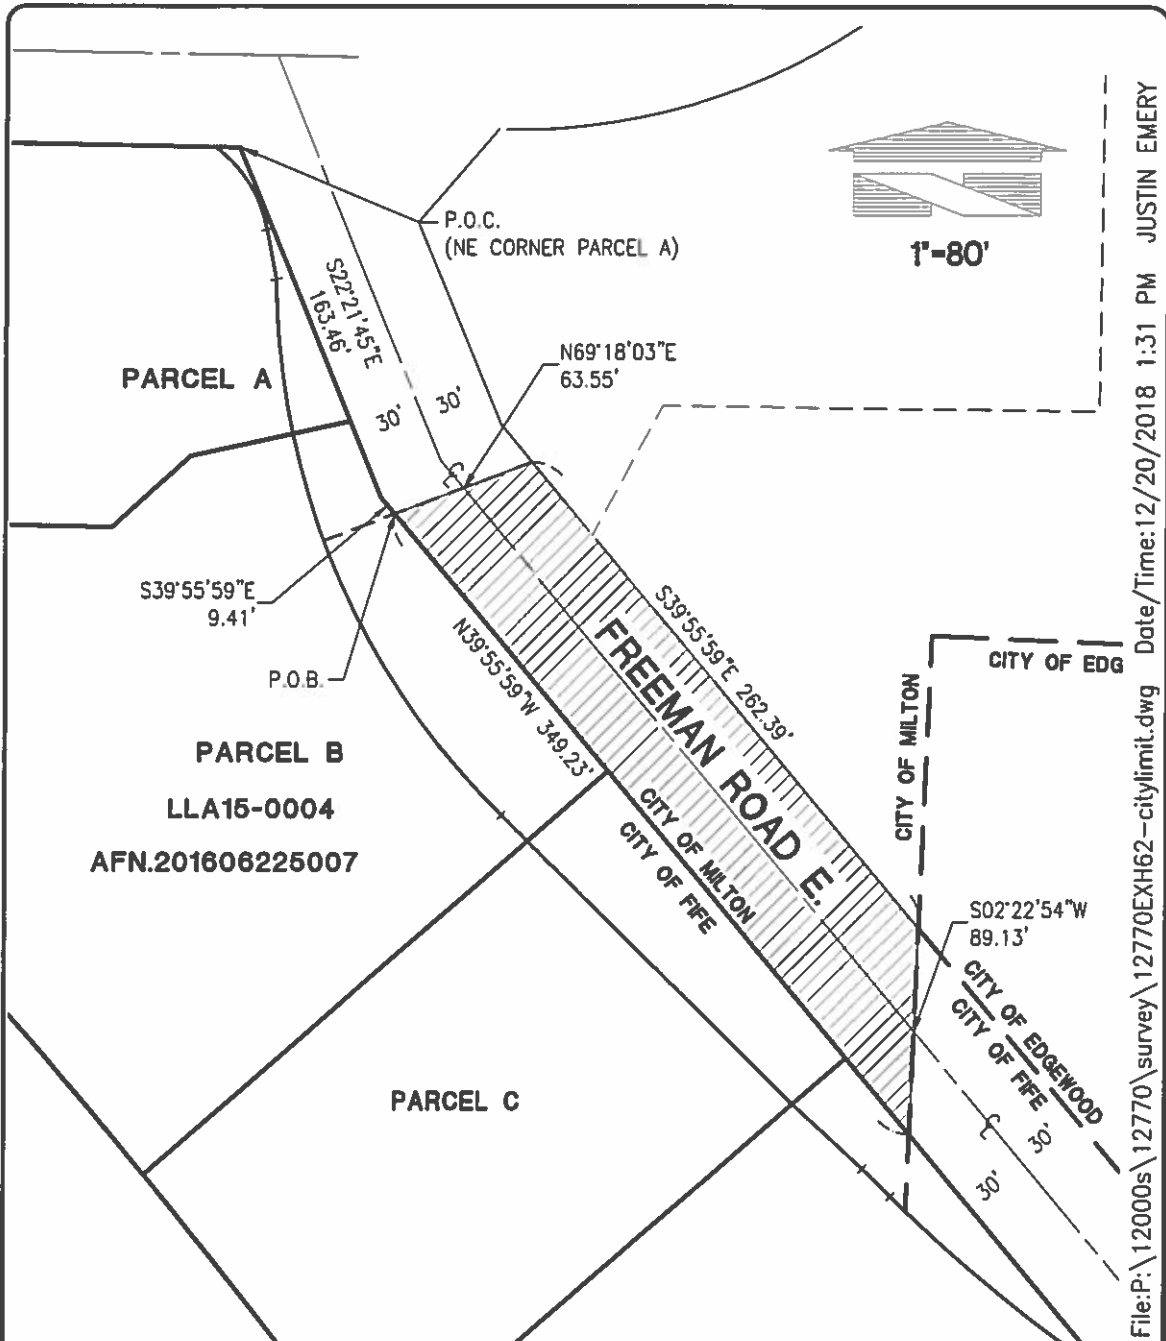 P.O.C.
(NE CORNER PARCEL A)
1"=80'
S22°21'45"E
163.46'
PARCEL A
30'
30'
N69°18'03"E
63.55'
℄
S39°55'59"E
9.41'
P.O.B.
S39°55'59"E 262.39'
FREEMAN ROAD E.
N39°55'59"W 349.23'
CITY OF MILTON
CITY OF FIFE
CITY OF MILTON
CITY OF EDG
PARCEL B
LLA15-0004
AFN.201606225007
S02°22'54"W
89.13'
CITY OF EDGEWOOD
CITY OF FIFE
PARCEL C
℄
30'
30'
File:P:\12000s\12770\survey\12770EXH62-citylimit.dwg Date/Time:12/20/2018 1:31 PM JUSTIN EMERY